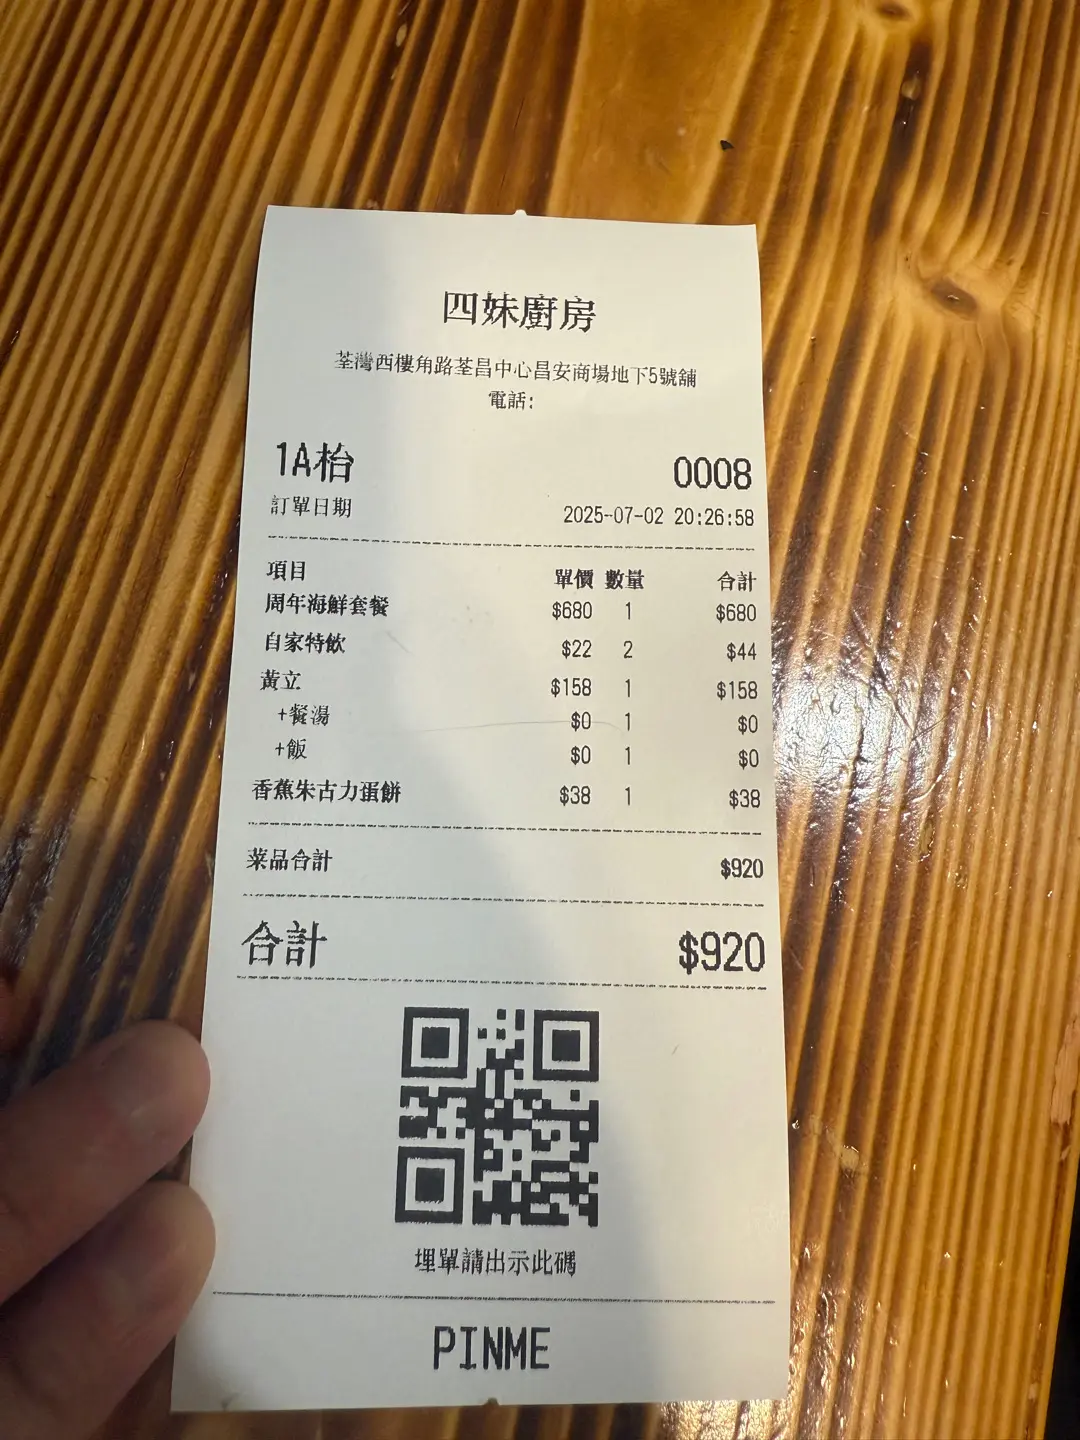 四妹廚房
荃灣西樓角路荃昌中心昌安商場地下5號舖
電話:
1A枱 0008
訂單日期 2025-07-02 20:26:58
項目 單價 數量 合計
周年海鮮套餐 $680 1 $680
自家特飲 $22 2 $44
黃立 $158 1 $158
+餐湯 $0 1 $0
+飯 $0 1 $0
香蕉朱古力蛋餅 $38 1 $38
菜品合計 $920
合計 $920
埋單請出示此碼
PINME